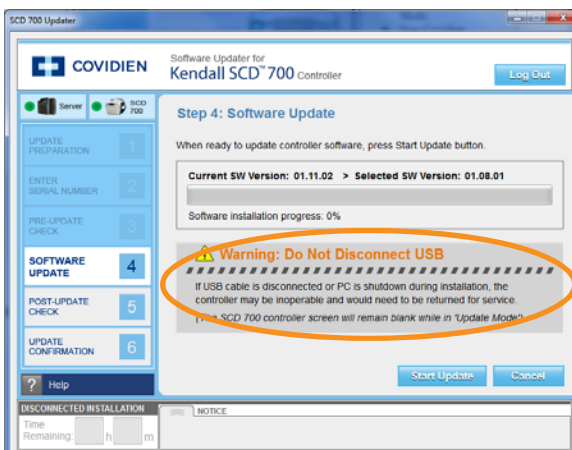 SCD 700 Updater
COVIDIEN
Software Updater for
Kendall SCD™ 700 Controller
Log Out
Server
SCD
700
Step 4: Software Update
When ready to update controller software, press Start Update button.
UPDATE
PREPARATION
1
ENTER
SERIAL NUMBER
2
PRE-UPDATE
CHECK
3
SOFTWARE
UPDATE
4
POST-UPDATE
CHECK
5
UPDATE
CONFIRMATION
6
Current SW Version: 01.11.02 > Selected SW Version: 01.08.01
Software installation progress: 0%
Warning: Do Not Disconnect USB
If USB cable is disconnected or PC is shutdown during installation, the
controller may be inoperable and would need to be returned for service.
(The SCD 700 controller screen will remain blank while in 'Update Mode')
Start Update
Cancel
? Help
DISCONNECTED INSTALLATION
Time
Remaining: h m
NOTICE